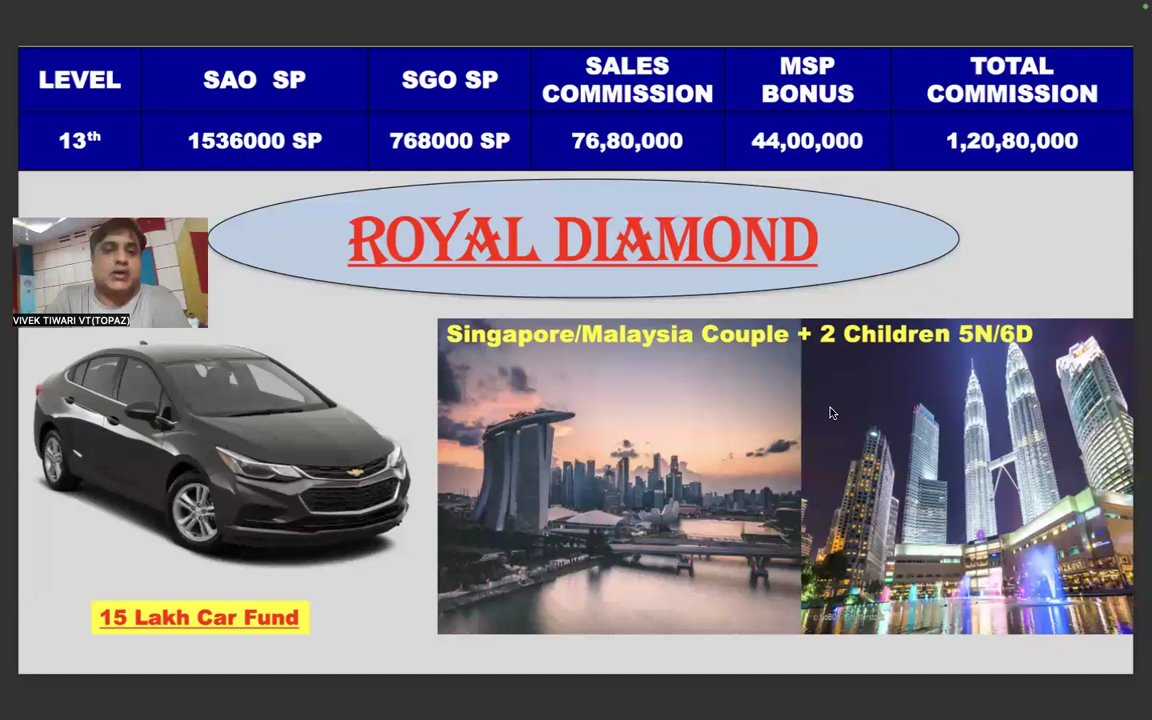 LEVEL
SAO SP
SGO SP
SALES
COMMISSION
MSP
BONUS
TOTAL
COMMISSION
13th
1536000 SP
768000 SP
76,80,000
44,00,000
1,20,80,000
ROYAL DIAMOND
VIVEK TIWARI VT(TOPAZ)
Singapore/Malaysia Couple + 2 Children 5N/6D
15 Lakh Car Fund